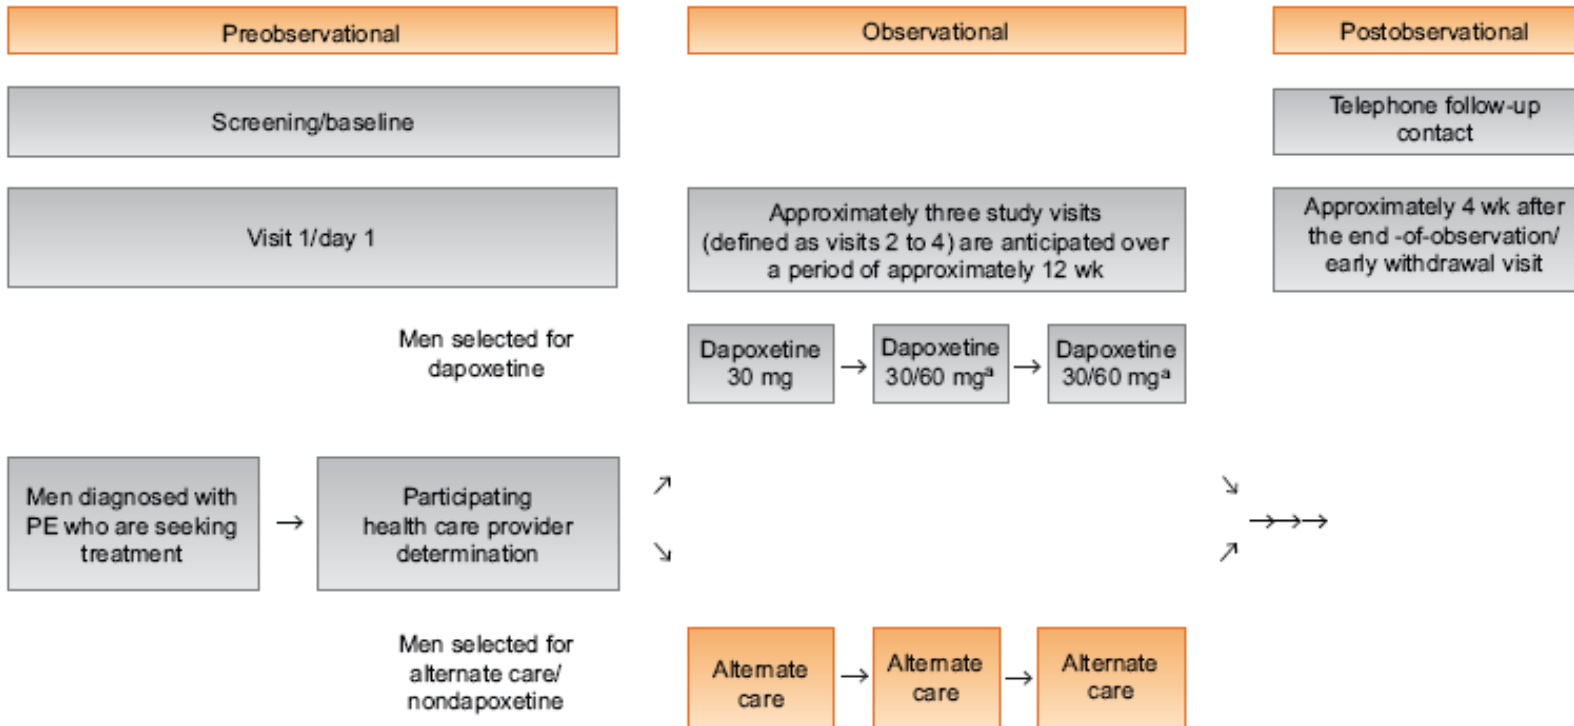 Preobservational
Observational
Postobservational
Screening/baseline
Telephone follow-up
contact
Visit 1/day 1
Approximately three study visits
(defined as visits 2 to 4) are anticipated over
a period of approximately 12 wk
Approximately 4 wk after
the end -of-observation/
early withdrawal visit
Men selected for
dapoxetine
Dapoxetine
30 mg
→
Dapoxetine
30/60 mgª
→
Dapoxetine
30/60 mgª
Men diagnosed with
PE who are seeking
treatment
→
Participating
health care provider
determination
Men selected for
alternate care/
nondapoxetine
Alternate
care
→
Alternate
care
→
Alternate
care